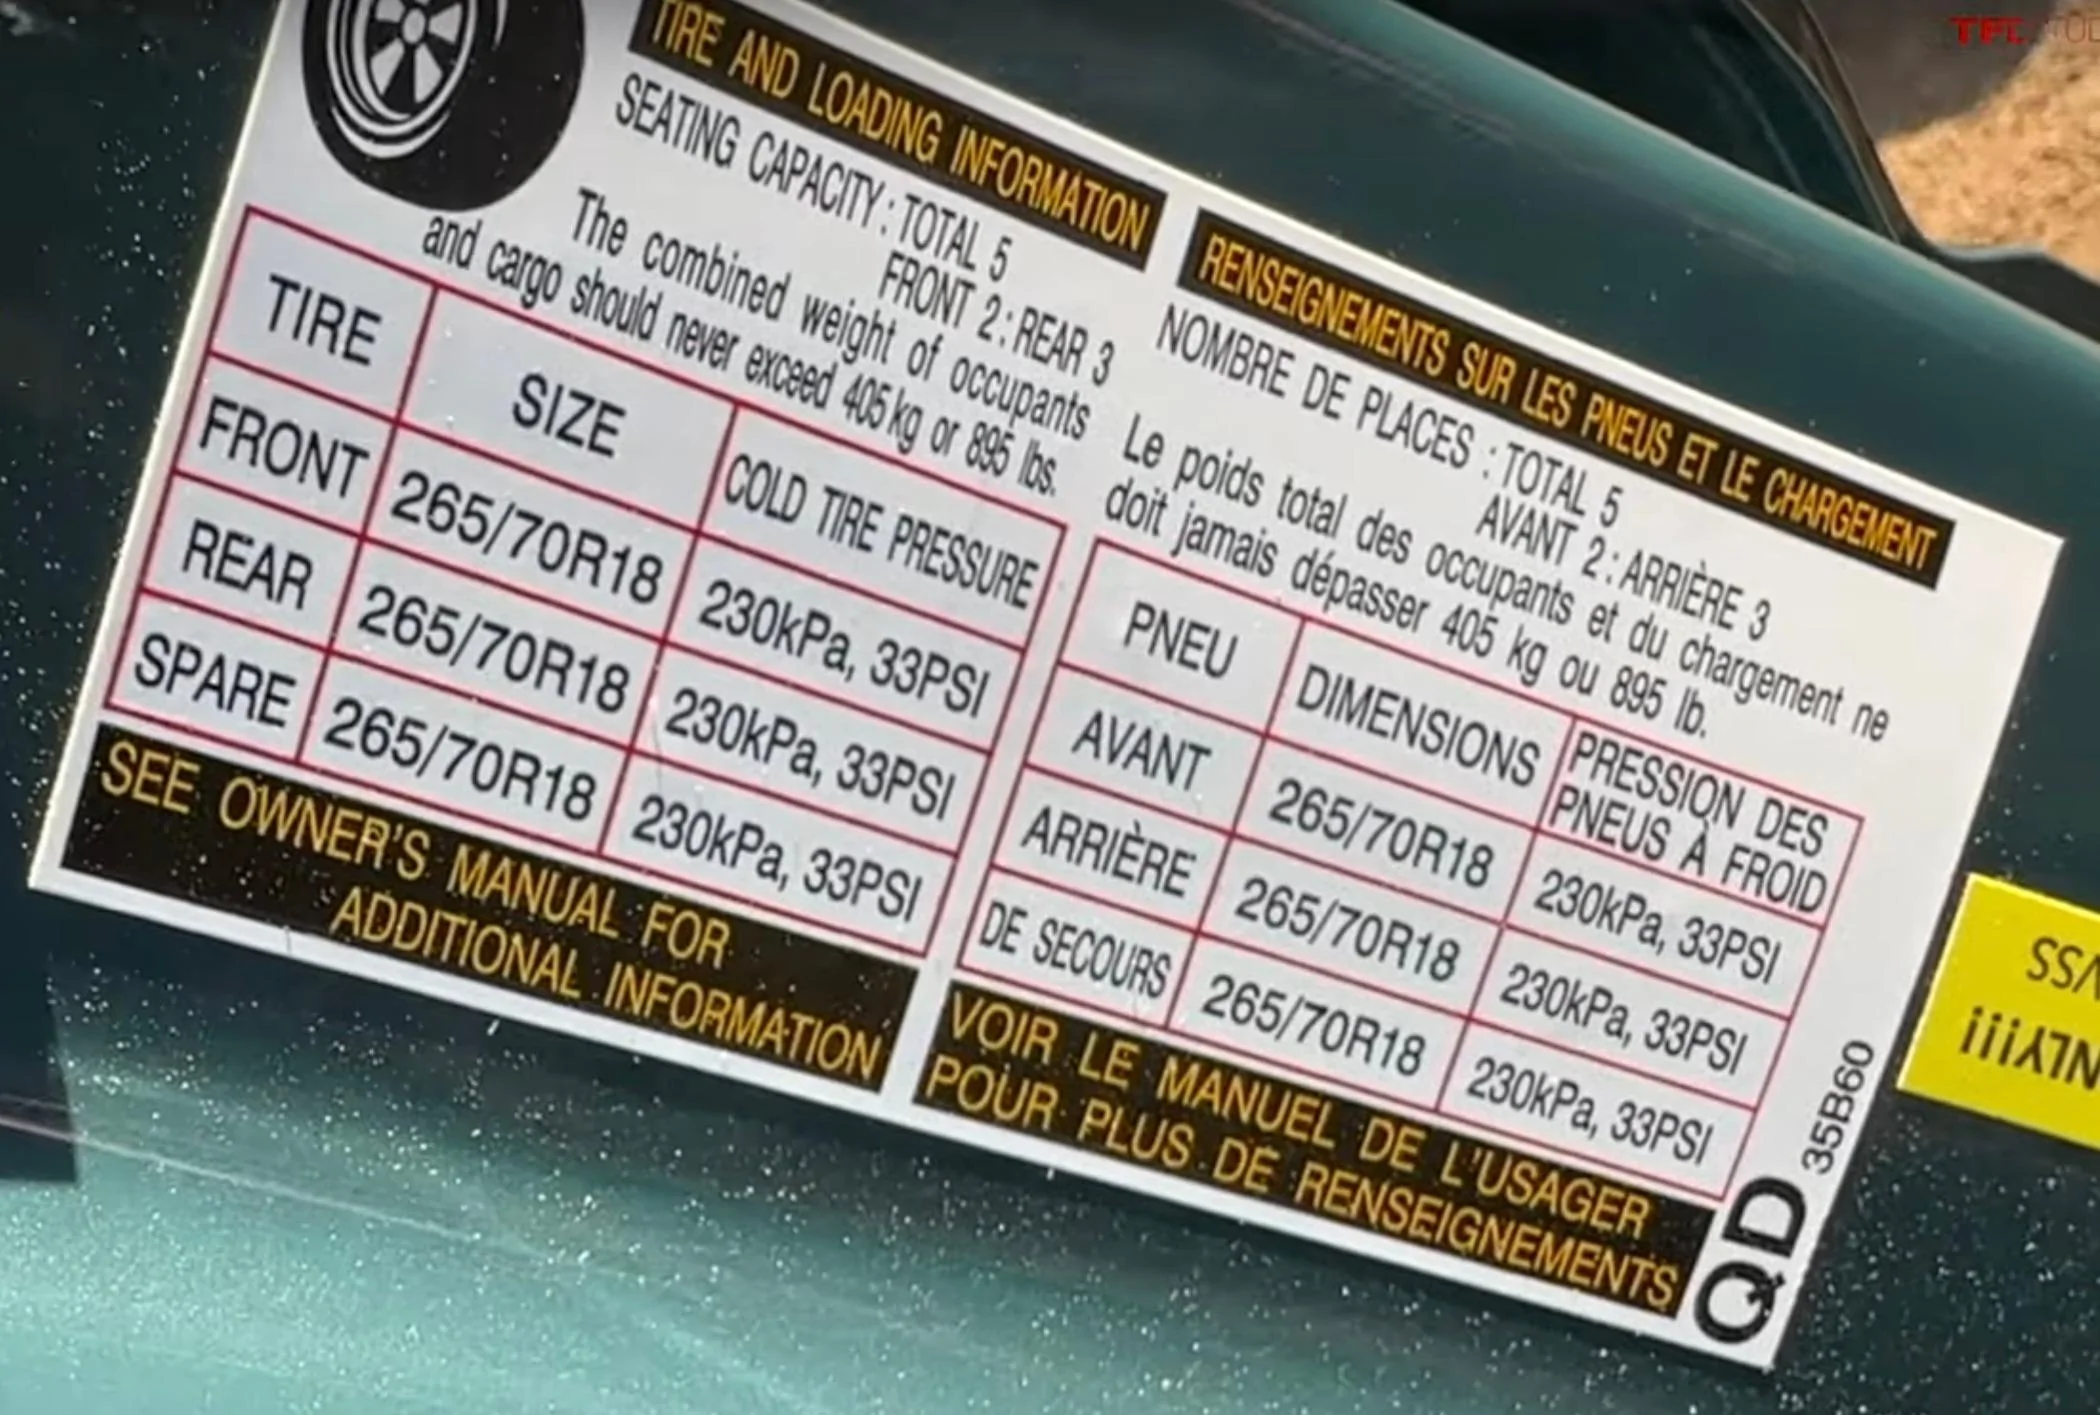 TIRE AND LOADING INFORMATION
SEATING CAPACITY : TOTAL 5
FRONT 2 : REAR 3
The combined weight of occupants
and cargo should never exceed 405 kg or 895 lbs.
TIRE SIZE COLD TIRE PRESSURE
FRONT 265/70R18 230kPa, 33PSI
REAR 265/70R18 230kPa, 33PSI
SPARE 265/70R18 230kPa, 33PSI
SEE OWNER'S MANUAL FOR
ADDITIONAL INFORMATION
RENSEIGNEMENTS SUR LES PNEUS ET LE CHARGEMENT
NOMBRE DE PLACES : TOTAL 5
AVANT 2 : ARRIÈRE 3
Le poids total des occupants et du chargement ne
doit jamais dépasser 405 kg ou 895 lb.
PNEU DIMENSIONS PRESSION DES
PNEUS À FROID
AVANT 265/70R18 230kPa, 33PSI
ARRIÈRE 265/70R18 230kPa, 33PSI
DE SECOURS 265/70R18 230kPa, 33PSI
VOIR LE MANUEL DE L'USAGER
POUR PLUS DE RENSEIGNEMENTS
QD 35B60
TFL